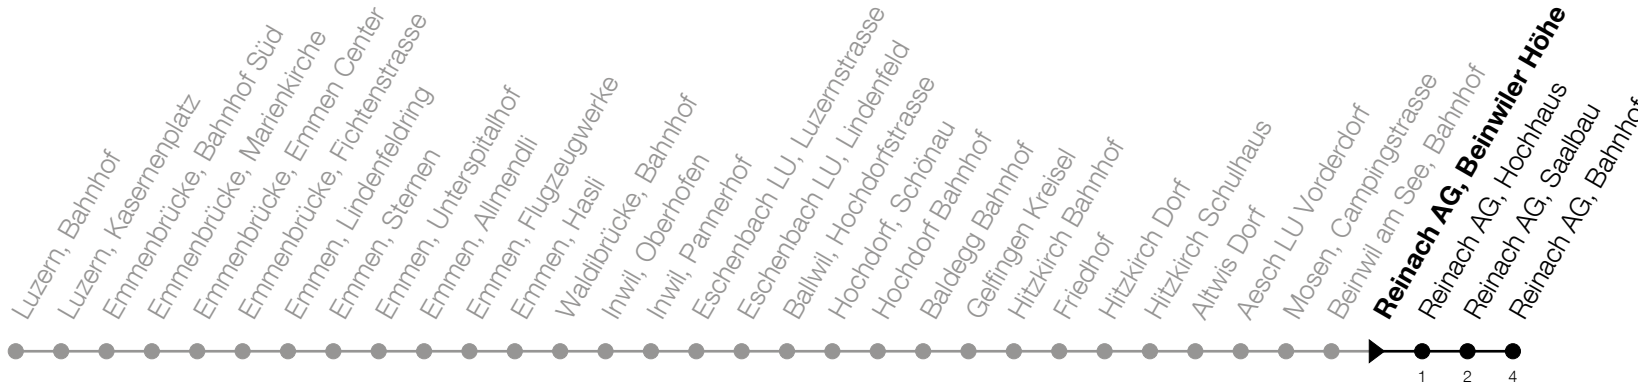 Luzern, Bahnhof
Luzern, Kasernenplatz
Emmenbrücke, Bahnhof Süd
Emmenbrücke, Marienkirche
Emmenbrücke, Emmen Center
Emmenbrücke, Fichtenstrasse
Emmen, Lindenfeldring
Emmen, Sternen
Emmen, Unterspitalhof
Emmen, Allmendli
Emmen, Flugzeugwerke
Emmen, Hasli
Waldibrücke, Bahnhof
Inwil, Oberhofen
Inwil, Pannerhof
Eschenbach LU, Luzernstrasse
Eschenbach LU, Lindenfeld
Ballwil, Hochdorfstrasse
Hochdorf, Schönau
Hochdorf Bahnhof
Baldegg Bahnhof
Gelfingen Kreisel
Hitzkirch Bahnhof
Friedhof
Hitzkirch Dorf
Hitzkirch Schulhaus
Altwis Dorf
Aesch LU Vorderdorf
Mosen, Campingstrasse
Beinwil am See, Bahnhof
Reinach AG, Beinwiler Höhe
Reinach AG, Hochhaus
Reinach AG, Saalbau
Reinach AG, Bahnhof
1 2 4